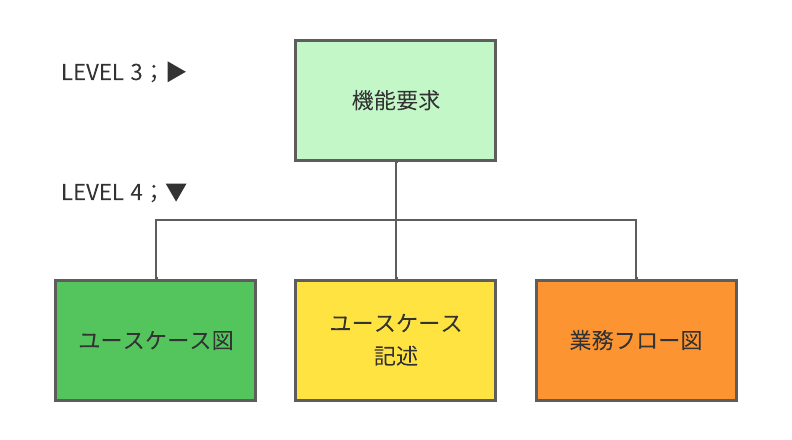 LEVEL 3 ; ▶
機能要求
LEVEL 4 ; ▼
ユースケース図
ユースケース
記述
業務フロー図